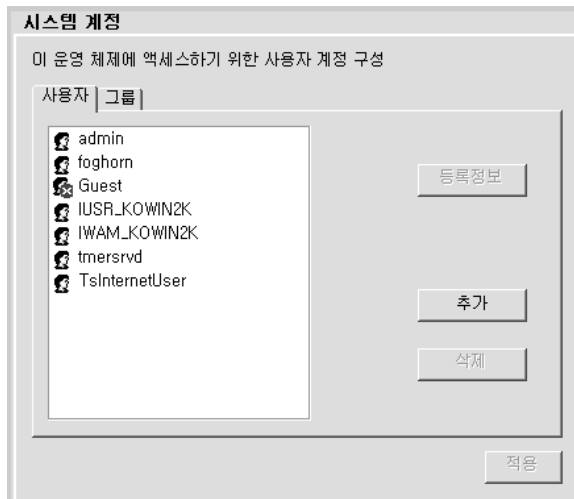 시스템 계정
이 운영 체제에 액세스하기 위한 사용자 계정 구성
사용자 그룹
admin
foghorn
Guest
IUSR_KOWIN2K
IWAM_KOWIN2K
tmersrvd
TsInternetUser
등록정보
추가
삭제
적용